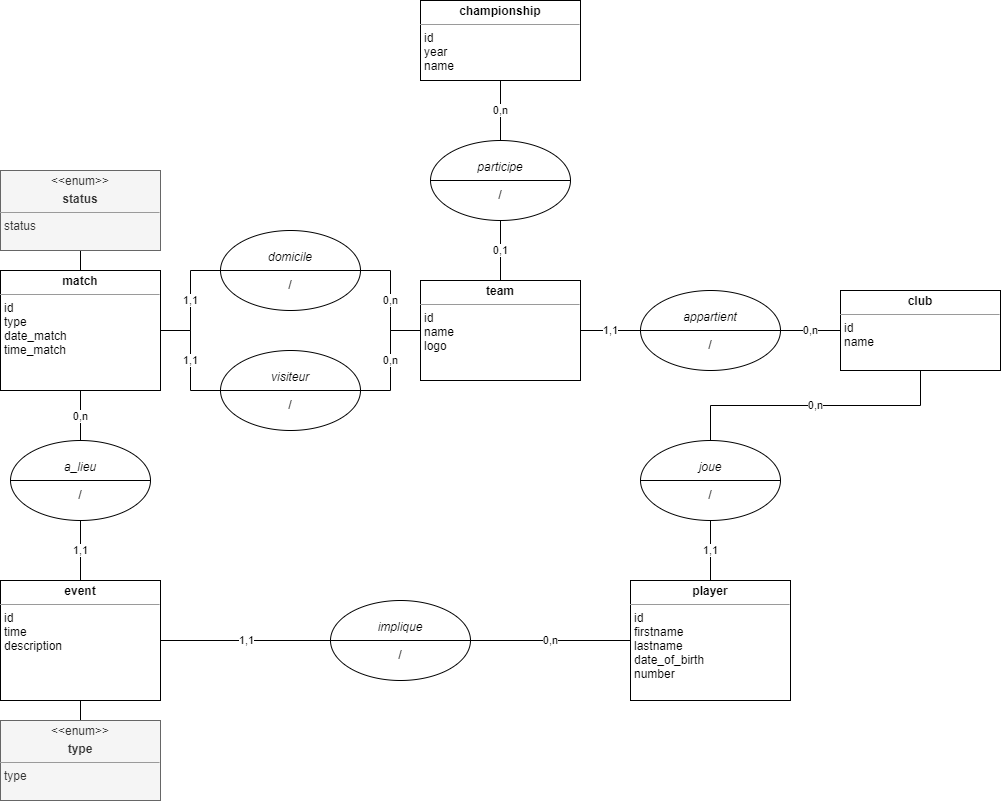 championship
id
year
name
0,n
participe
/
0,1
<<enum>>
status
status
match
id
type
date_match
time_match
1,1
domicile
/
0,n
1,1
visiteur
/
0,n
team
id
name
logo
1,1
appartient
/
0,n
club
id
name
0,n
a_lieu
/
1,1
0,n
joue
/
1,1
event
id
time
description
1,1
implique
/
0,n
player
id
firstname
lastname
date_of_birth
number
<<enum>>
type
type